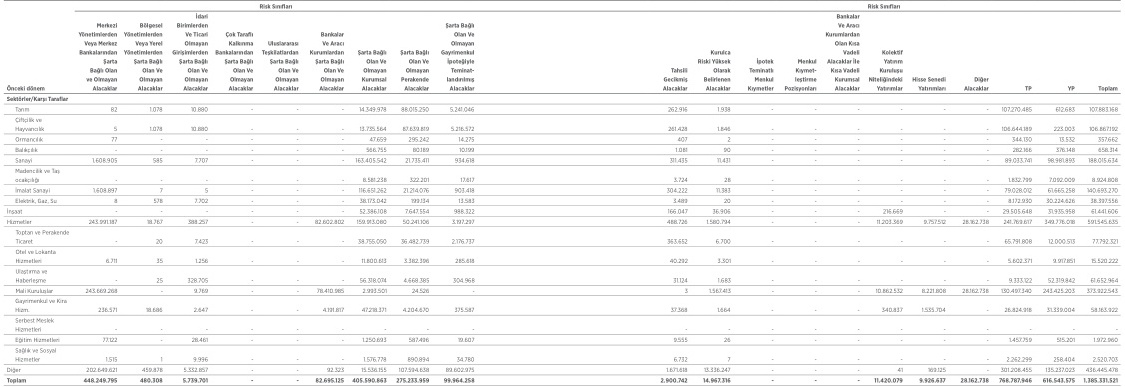 Risk Sınıfları Risk Sınıfları
Önceki dönem | Merkezi Yönetimlerden Veya Merkez Bankalarından Şarta Bağlı Olan ve Olmayan Alacaklar | Bölgesel Yönetimlerden Veya Yerel Yönetimlerden Şarta Bağlı Olan Ve Olmayan Alacaklar | İdari Birimlerden Ve Ticari Olmayan Girişimlerden Şarta Bağlı Olan Ve Olmayan Alacaklar | Çok Taraflı Kalkınma Bankalarından Şarta Bağlı Olan Ve Olmayan Alacaklar | Uluslararası Teşkilatlardan Şarta Bağlı Olan Ve Olmayan Alacaklar | Bankalar Ve Aracı Kurumlardan Şarta Bağlı Olan Ve Olmayan Alacaklar | Şarta Bağlı Olan Ve Olmayan Kurumsal Alacaklar | Şarta Bağlı Olan Ve Olmayan Perakende Alacaklar | Şarta Bağlı Olan Ve Olmayan Gayrimenkul İpoteğiyle Teminat-landırılmış Alacaklar | Tahsili Gecikmiş Alacaklar | Kurulca Riski Yüksek Olarak Belirlenen Alacaklar | İpotek Teminatlı Menkul Kıymetler | Menkul Kıymet-leştirme Pozisyonları | Bankalar Ve Aracı Kurumlardan Olan Kısa Vadeli Alacaklar İle Kısa Vadeli Kurumsal Alacaklar | Kolektif Yatırım Kuruluşu Niteliğindeki Yatırımlar | Hisse Senedi Yatırımları | Diğer Alacaklar | TP | YP | Toplam
Sektörler/Karşı Taraflar
Tarım 82 1.078 10.880 - - - 14.349.978 88.015.250 5.241.046 262.916 1.938 - - - - - - 107.270.485 612.683 107.883.168
Çiftçilik ve
Hayvancılık 5 1.078 10.880 - - - 13.735.564 87.639.819 5.216.572 261.428 1.846 - - - - - - 106.644.189 223.003 106.867.192
Ormancılık 77 - - - - - 47.659 295.242 14.275 407 2 - - - - - - 344.130 13.532 357.662
Balıkçılık - - - - - - 566.755 80.189 10.199 1.081 90 - - - - - - 282.166 376.148 658.314
Sanayi 1.608.905 585 7.707 - - - 163.405.542 21.735.411 934.618 311.435 11.431 - - - - - - 89.033.741 98.981.893 188.015.634
Madencilik ve Taş
ocakçılığı - - - - - - 8.581.238 322.201 17.617 3.724 28 - - - - - - 1.832.799 7.092.009 8.924.808
İmalat Sanayi 1.608.897 7 5 - - - 116.651.262 21.214.076 903.418 304.222 11.383 - - - - - - 79.028.012 61.665.258 140.693.270
Elektrik, Gaz, Su 8 578 7.702 - - - 38.173.042 199.134 13.583 3.489 20 - - - - - - 8.172.930 30.224.626 38.397.556
İnşaat - - - - - - 52.386.108 7.647.554 988.322 166.047 36.906 - - - 216.669 - - 29.505.648 31.935.958 61.441.606
Hizmetler 243.991.187 18.767 388.257 - - 82.602.802 159.913.080 50.241.106 3.197.297 488.726 1.580.794 - - - 11.203.369 9.757.512 28.162.738 241.769.617 349.776.018 591.545.635
Toptan ve Perakende
Ticaret - 20 7.423 - - - 38.755.050 36.482.739 2.176.737 363.652 6.700 - - - - - - 65.791.808 12.000.513 77.792.321
Otel ve Lokanta
Hizmetleri 6.711 35 1.256 - - - 11.800.613 3.382.396 285.618 40.292 3.301 - - - - - - 5.602.371 9.917.851 15.520.222
Ulaştırma ve
Haberleşme - 25 328.705 - - - 56.318.074 4.668.385 304.968 31.124 1.683 - - - - - - 9.333.122 52.319.842 61.652.964
Mali Kuruluşlar 243.669.268 - 9.769 - - 78.410.985 2.993.501 24.526 - 3 1.567.413 - - - 10.862.532 8.221.808 28.162.738 130.497.340 243.425.203 373.922.543
Gayrimenkul ve Kira
Hizm. 236.571 18.686 2.647 - - 4.191.817 47.218.371 4.204.670 375.587 37.368 1.664 - - - 340.837 1.535.704 - 26.824.918 31.339.004 58.163.922
Serbest Meslek
Hizmetleri - - - - - - - - - - - - - - - - - - - -
Eğitim Hizmetleri 77.122 - 28.461 - - - 1.250.693 587.496 19.607 9.555 26 - - - - - - 1.457.759 515.201 1.972.960
Sağlık ve Sosyal
Hizmetler 1.515 1 9.996 - - - 1.576.778 890.894 34.780 6.732 7 - - - - - - 2.262.299 258.404 2.520.703
Diğer 202.649.621 459.878 5.332.857 - - 92.323 15.536.155 107.594.638 89.602.975 1.671.618 13.336.247 - - - 41 169.125 - 301.208.455 135.237.023 436.445.478
Toplam 448.249.795 480.308 5.739.701 - - 82.695.125 405.590.863 275.233.959 99.964.258 2.900.742 14.967.316 - - - 11.420.079 9.926.637 28.162.738 768.787.946 616.543.575 1.385.331.521